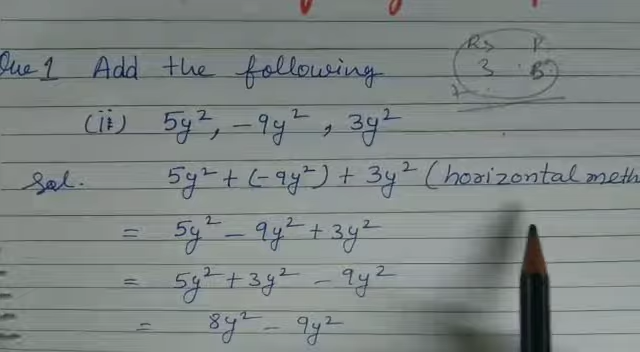 Que 1 Add the following
(ii) 5y², -9y², 3y²
Sol. 5y² + (-9y²) + 3y² (horizontal meth
= 5y² - 9y² + 3y²
= 5y² + 3y² - 9y²
= 8y² - 9y²